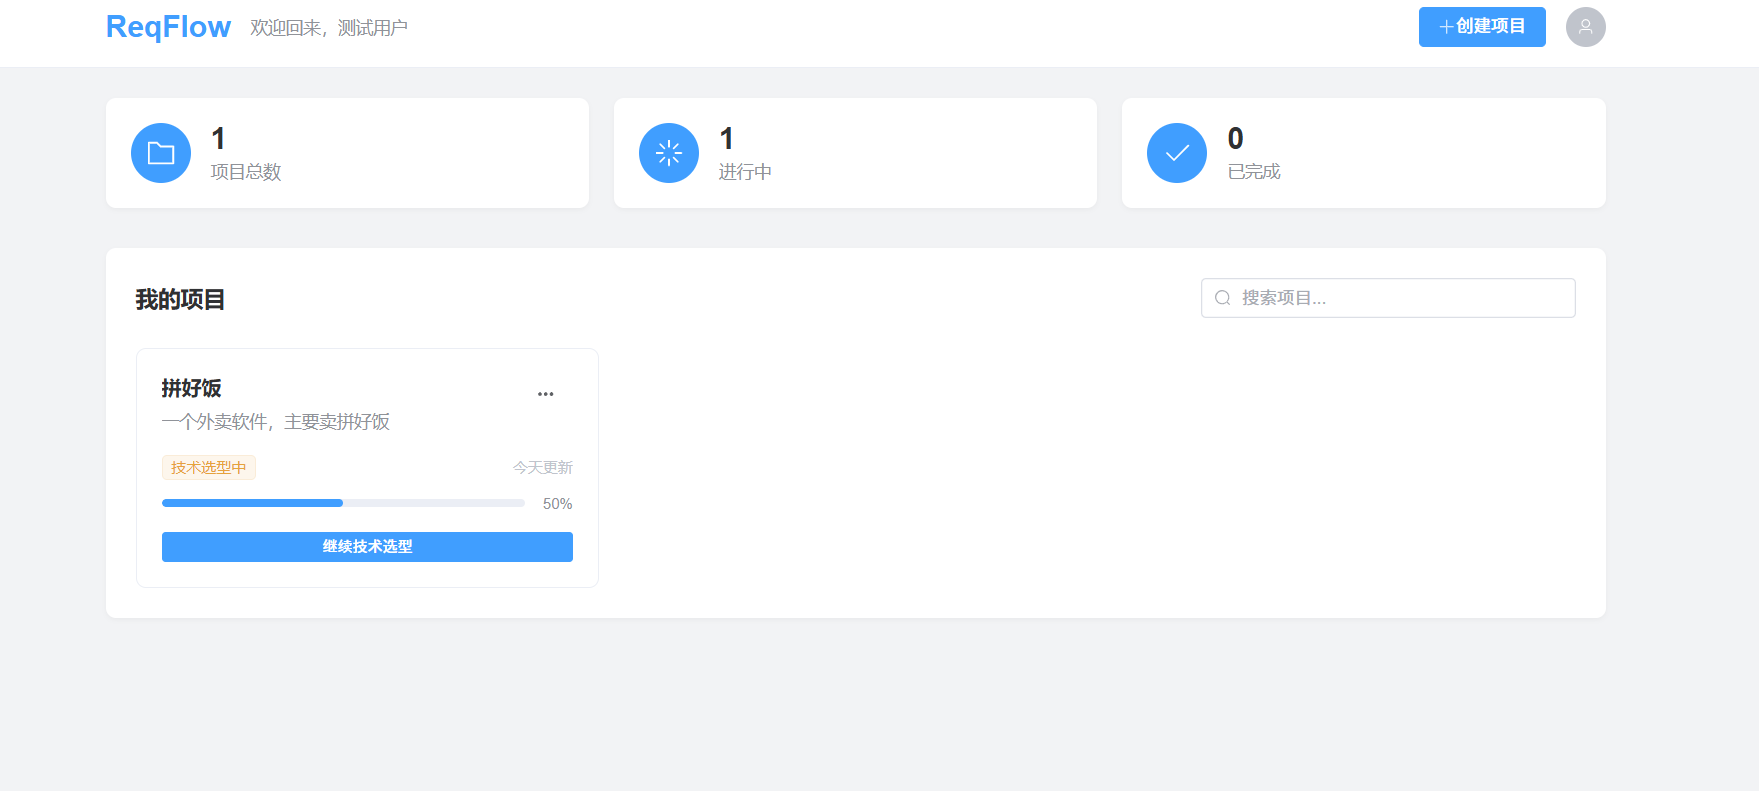 ReqFlow 欢迎回来，测试用户 创建项目
1
项目总数
1
进行中
0
已完成
我的项目
搜索项目...
拼好饭
一个外卖软件，主要卖拼好饭
技术选型中 今天更新
50%
继续技术选型